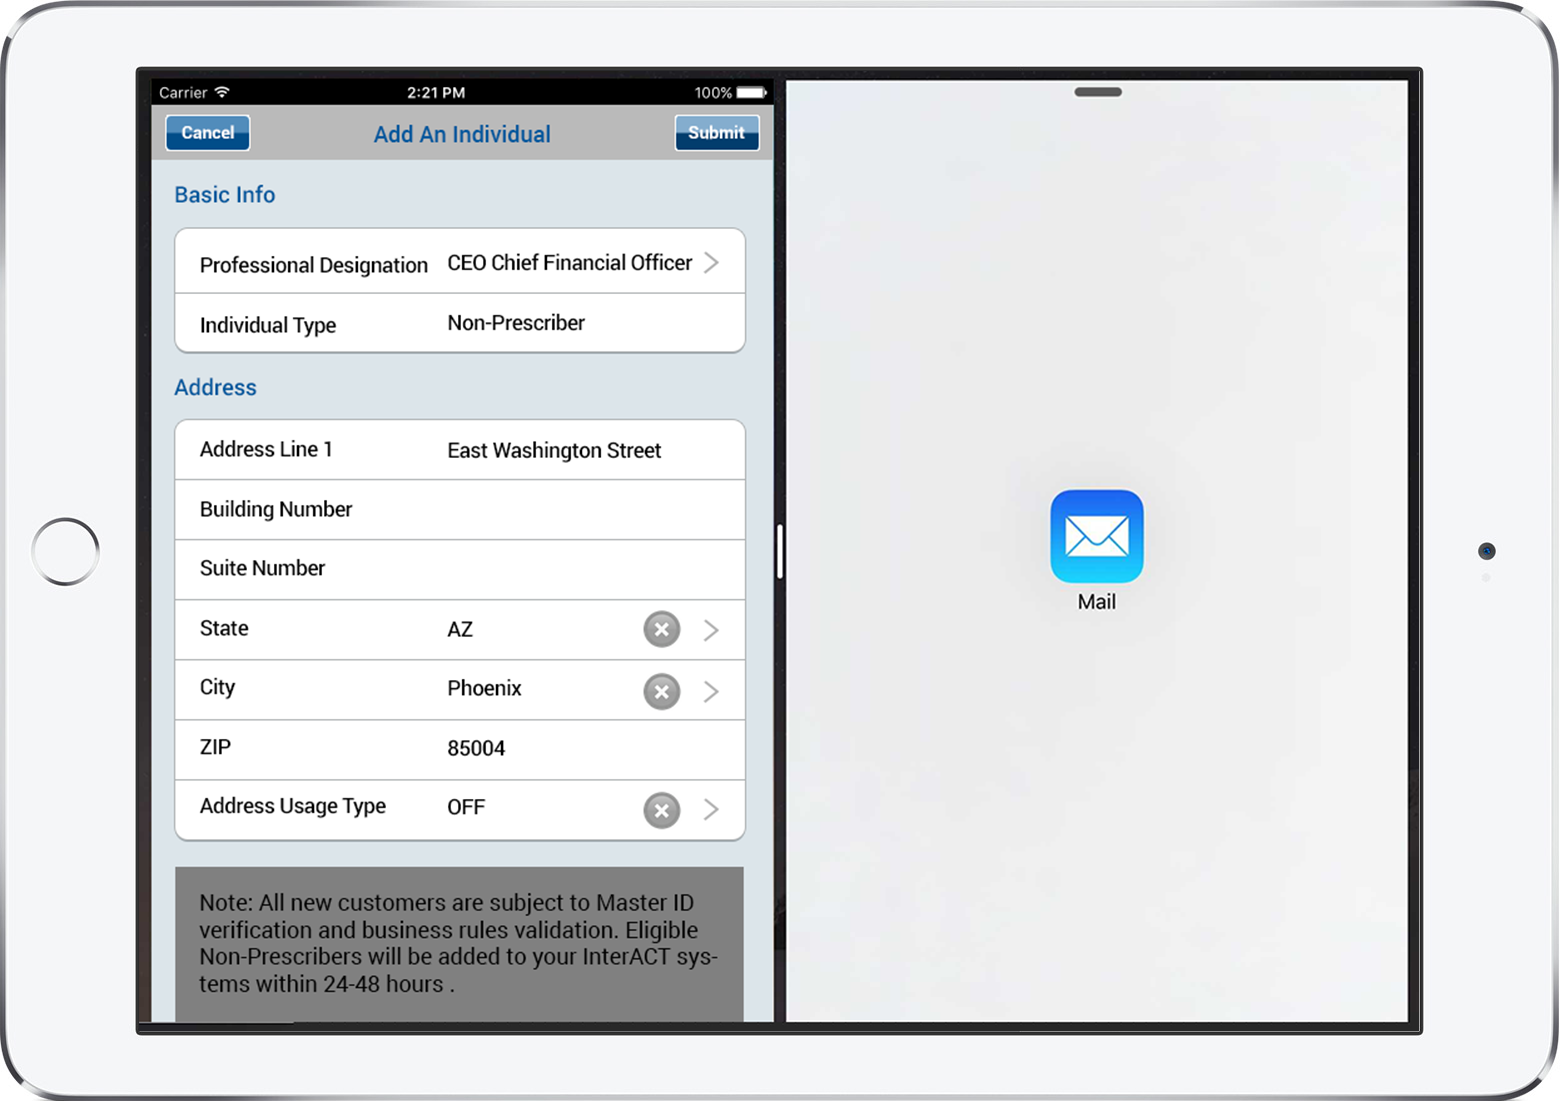 Carrier 2:21 PM 100%
Cancel Add An Individual Submit
Basic Info
Professional Designation CEO Chief Financial Officer
Individual Type Non-Prescriber
Address
Address Line 1 East Washington Street
Building Number
Suite Number
State AZ
City Phoenix
ZIP 85004
Address Usage Type OFF
Note: All new customers are subject to Master ID
verification and business rules validation. Eligible
Non-Prescribers will be added to your InterACT sys-
tems within 24-48 hours .
Mail